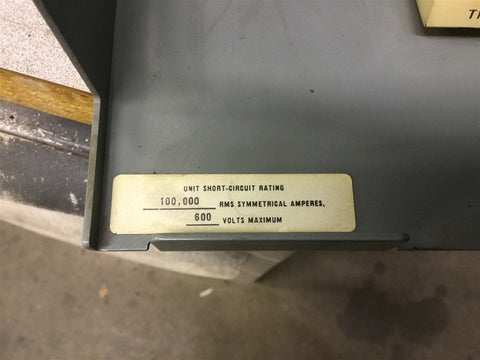 UNIT SHORT-CIRCUIT RATING
100,000 RMS SYMMETRICAL AMPERES,
600 VOLTS MAXIMUM